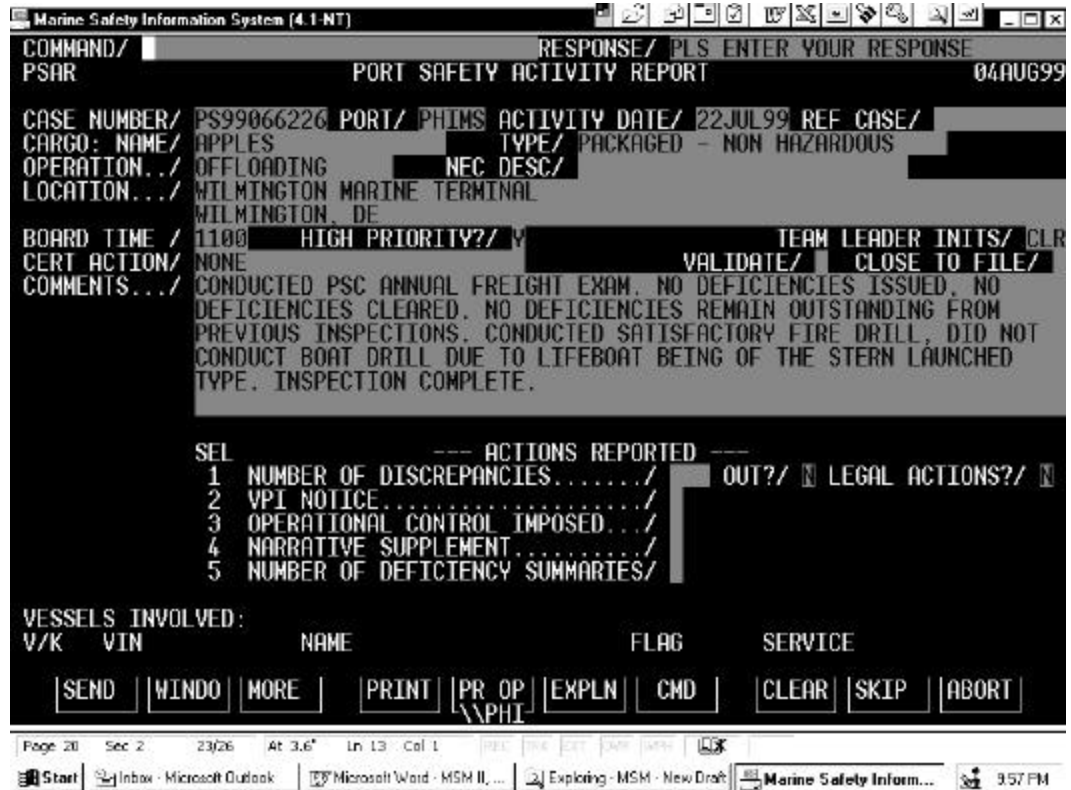 Marine Safety Information System (4.1-NT)
COMMAND/ RESPONSE/ PLS ENTER YOUR RESPONSE
PSAR PORT SAFETY ACTIVITY REPORT 04AUG99
CASE NUMBER/ PS99066226 PORT/ PHIMS ACTIVITY DATE/ 22JUL99 REF CASE/
CARGO: NAME/ APPLES TYPE/ PACKAGED - NON HAZARDOUS
OPERATION../ OFFLOADING NEC DESC/
LOCATION.../ WILMINGTON MARINE TERMINAL
WILMINGTON, DE
BOARD TIME / 1100 HIGH PRIORITY?/ Y TEAM LEADER INITS/ CLR
CERT ACTION/ NONE VALIDATE/ CLOSE TO FILE/
COMMENTS.../ CONDUCTED PSC ANNUAL FREIGHT EXAM. NO DEFICIENCIES ISSUED, NO
DEFICIENCIES CLEARED. NO DEFICIENCIES REMAIN OUTSTANDING FROM
PREVIOUS INSPECTIONS. CONDUCTED SATISFACTORY FIRE DRILL, DID NOT
CONDUCT BOAT DRILL DUE TO LIFEBOAT BEING OF THE STERN LAUNCHED
TYPE. INSPECTION COMPLETE.
SEL --- ACTIONS REPORTED ---
1 NUMBER OF DISCREPANCIES......./ OUT?/ N LEGAL ACTIONS?/ N
2 VPI NOTICE..................../
3 OPERATIONAL CONTROL IMPOSED.../
4 NARRATIVE SUPPLEMENT........../
5 NUMBER OF DEFICIENCY SUMMARIES/
VESSELS INVOLVED:
V/K VIN NAME FLAG SERVICE
SEND WINDO MORE PRINT PR OP EXPLN CMD CLEAR SKIP ABORT
\\PHI
Page 20 Sec 2 23/26 At 3.6" Ln 13 Col 1
Start Inbox - Microsoft Outlook Microsoft Word - MSM II, ... Exploring - MSM - New Draft Marine Safety Inform... 9:57 PM